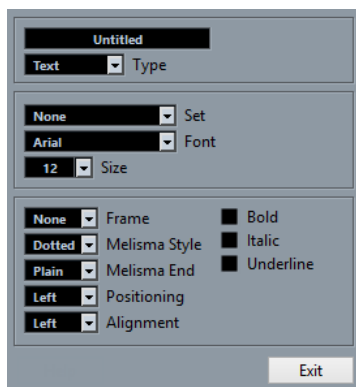 Untitled
Text Type
None Set
Arial Font
12 Size
None Frame Bold
Dotted Melisma Style Italic
Plain Melisma End Underline
Left Positioning
Left Alignment
Exit